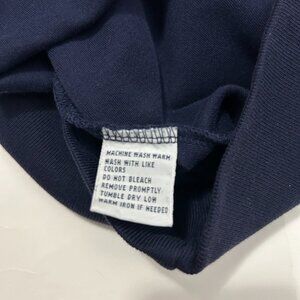 MACHINE WASH WARM
WASH WITH LIKE
COLORS
DO NOT BLEACH
REMOVE PROMPTLY
TUMBLE DRY LOW
WARM IRON IF NEEDED